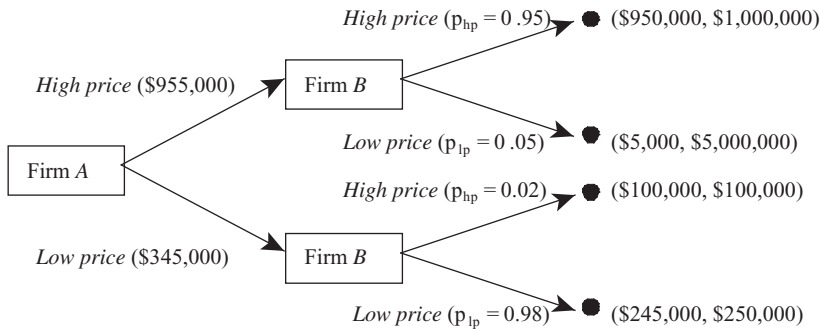 High price (p_hp = 0.95)
($950,000, $1,000,000)
High price ($955,000)
Firm B
Low price (p_lp = 0.05)
($5,000, $5,000,000)
Firm A
High price (p_hp = 0.02)
($100,000, $100,000)
Low price ($345,000)
Firm B
Low price (p_lp = 0.98)
($245,000, $250,000)